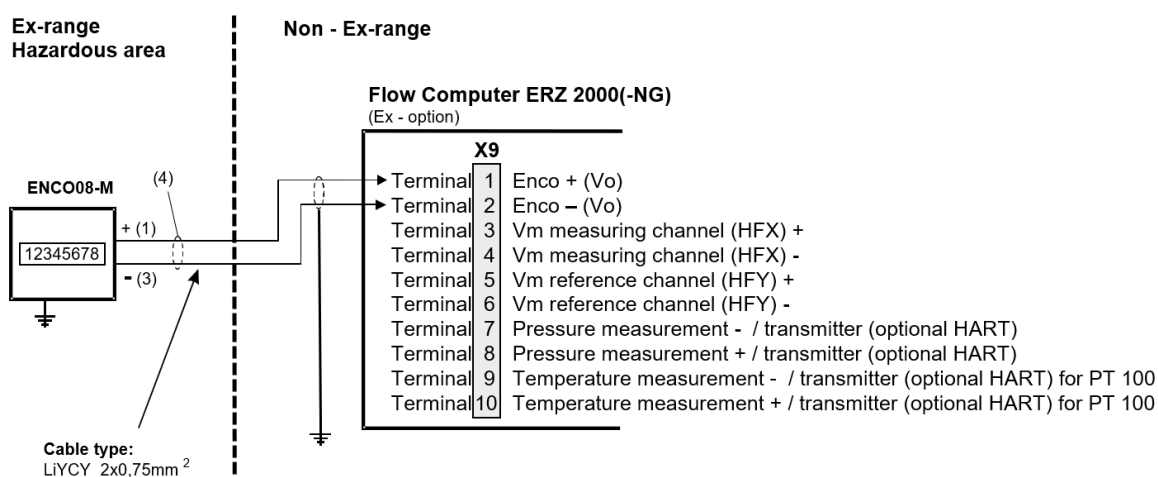 Ex-range
Hazardous area
Non - Ex-range
Flow Computer ERZ 2000(-NG)
(Ex - option)
X9
ENCO08-M
(4)
12345678
+ (1)
- (3)
Terminal 1 Enco + (Vo)
Terminal 2 Enco – (Vo)
Terminal 3 Vm measuring channel (HFX) +
Terminal 4 Vm measuring channel (HFX) -
Terminal 5 Vm reference channel (HFY) +
Terminal 6 Vm reference channel (HFY) -
Terminal 7 Pressure measurement - / transmitter (optional HART)
Terminal 8 Pressure measurement + / transmitter (optional HART)
Terminal 9 Temperature measurement - / transmitter (optional HART) for PT 100
Terminal 10 Temperature measurement + / transmitter (optional HART) for PT 100
Cable type:
LiYCY 2x0,75mm ²